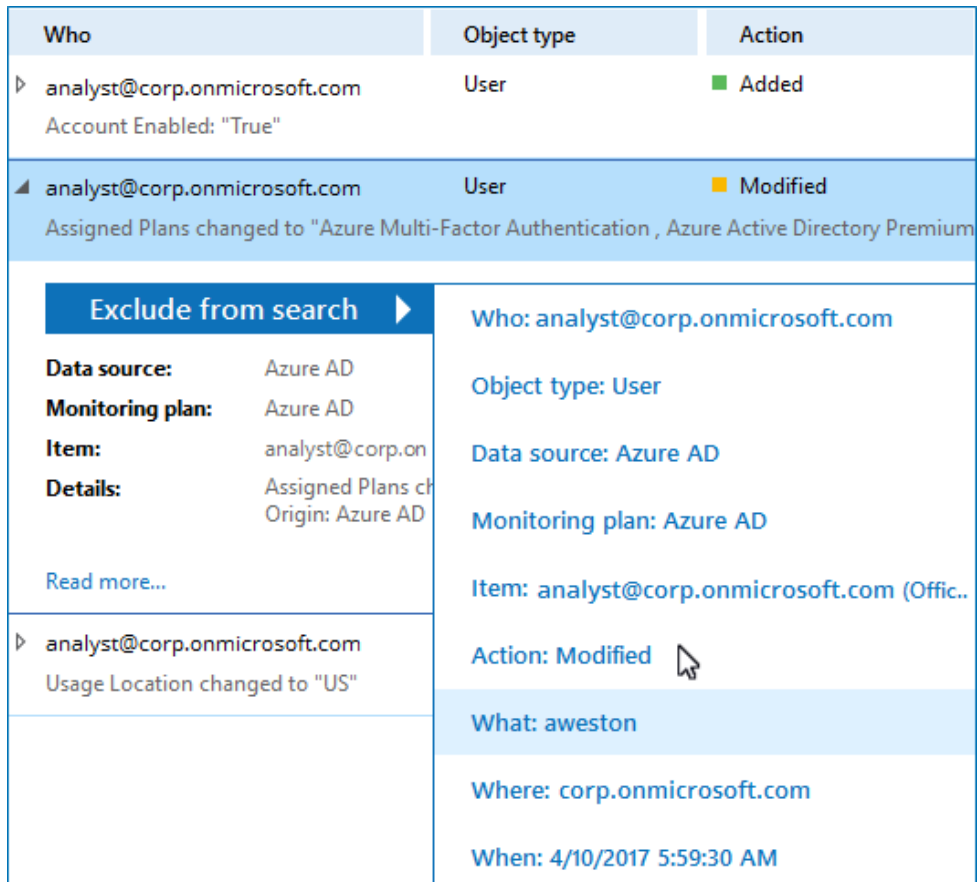 Who Object type Action
analyst@corp.onmicrosoft.com User Added
Account Enabled: "True"
analyst@corp.onmicrosoft.com User Modified
Assigned Plans changed to "Azure Multi-Factor Authentication , Azure Active Directory Premium
Exclude from search
Data source: Azure AD
Monitoring plan: Azure AD
Item: analyst@corp.on
Details: Assigned Plans ch
Origin: Azure AD
Read more...
analyst@corp.onmicrosoft.com
Usage Location changed to "US"
Who: analyst@corp.onmicrosoft.com
Object type: User
Data source: Azure AD
Monitoring plan: Azure AD
Item: analyst@corp.onmicrosoft.com (Offic..
Action: Modified
What: aweston
Where: corp.onmicrosoft.com
When: 4/10/2017 5:59:30 AM